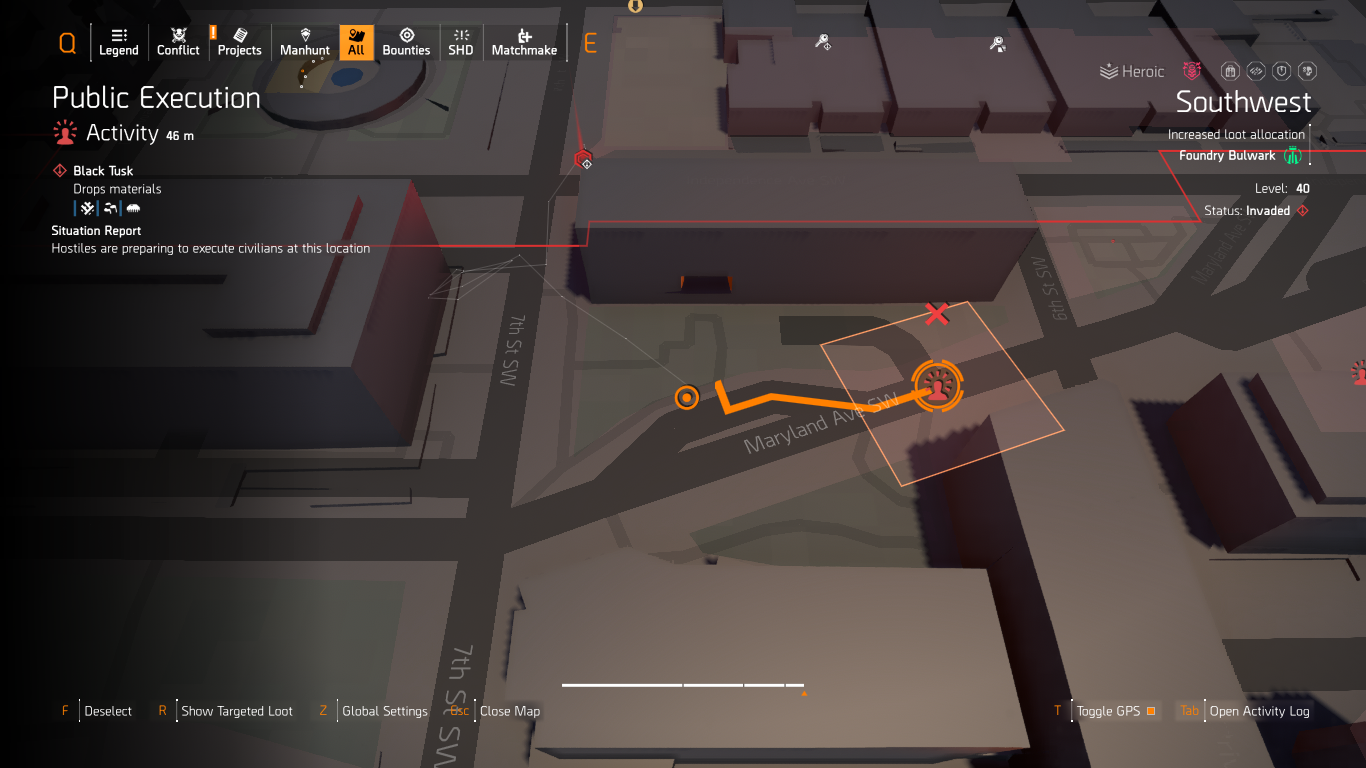 Q
Legend
Conflict
Projects
Manhunt
All
Bounties
SHD
Matchmake
E
Public Execution
Activity 46 m
Black Tusk
Drops materials
Situation Report
Hostiles are preparing to execute civilians at this location
Heroic
Southwest
Increased loot allocation
Foundry Bulwark
Level: 40
Status: Invaded
Maryland Ave
6th St SW
7th St SW
Maryland Ave SW
7th St SW
F Deselect
R Show Targeted Loot
Z Global Settings
Esc Close Map
T Toggle GPS
Tab Open Activity Log